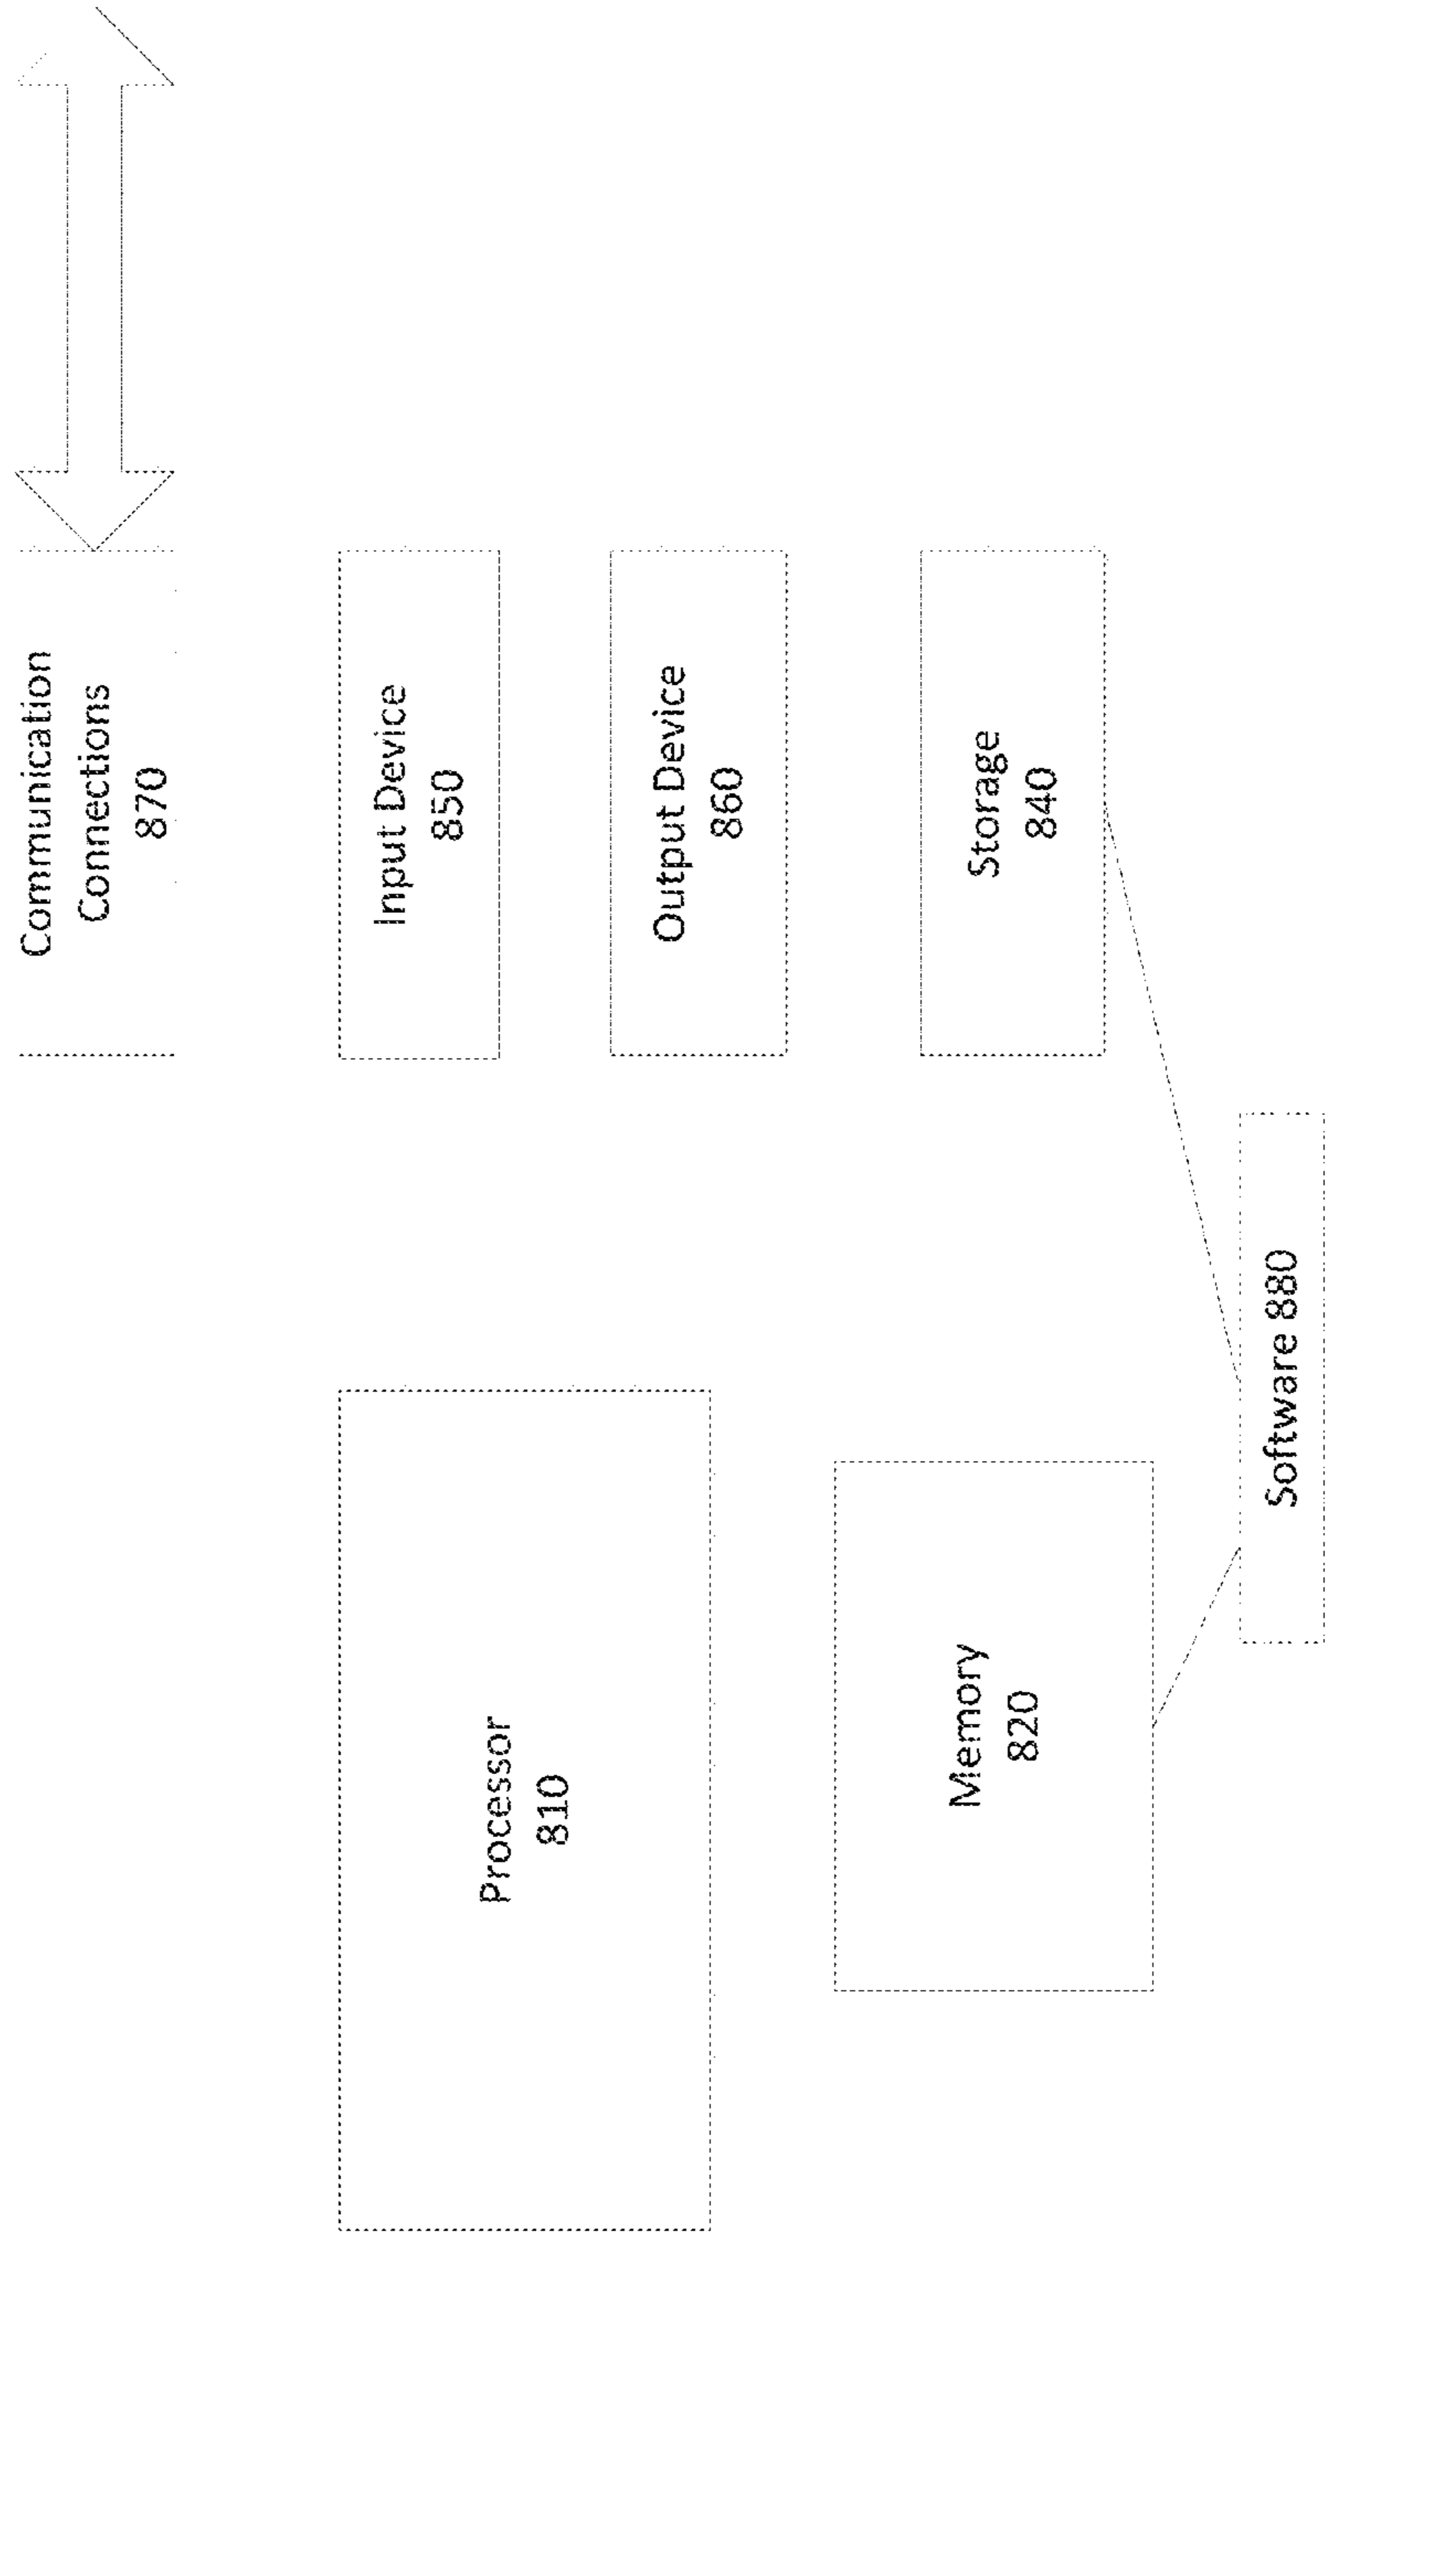 Communication
Connections
870
Input Device
850
Output Device
860
Storage
840
Processor
810
Memory
820
Software 880